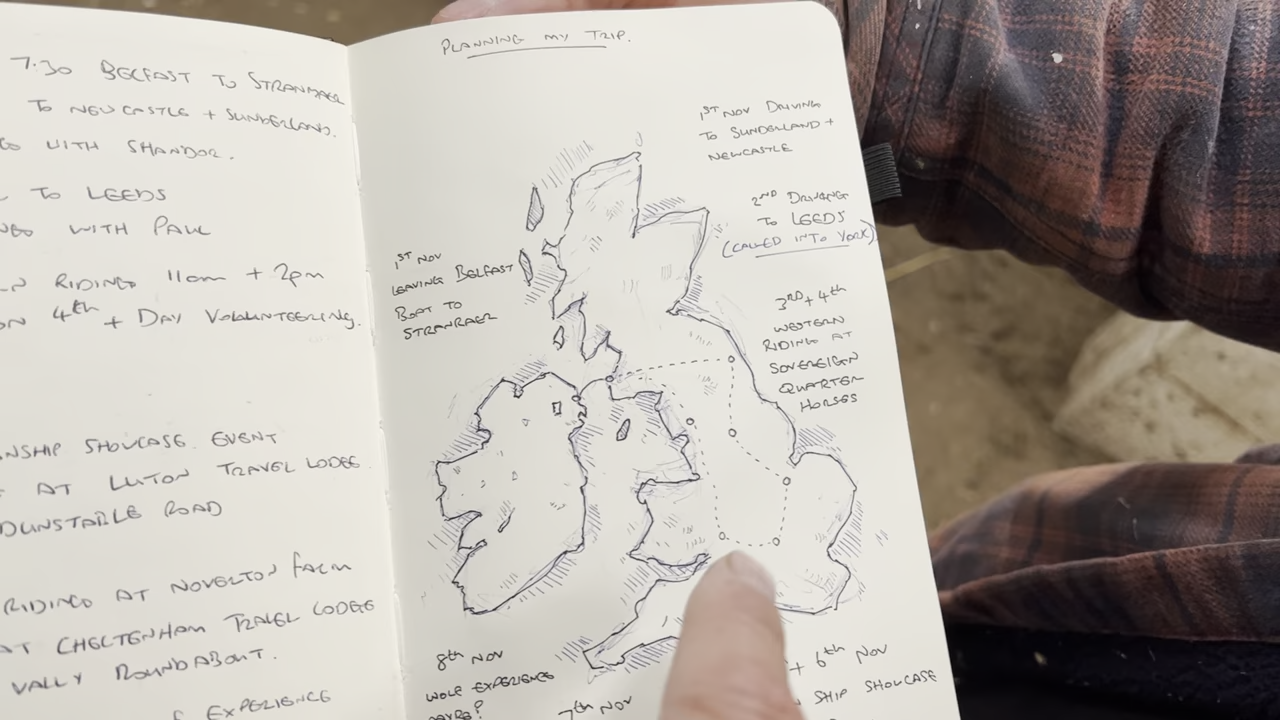 7:30 BELFAST TO STRANRAER
TO NEWCASTLE + SUNDERLAND.
WITH SHANDOR.
TO LEEDS
WITH PAUL
RIDING 11am + 2pm
ON 4th + DAY VOLUNTEERING.
SHOWCASE EVENT
AT LUTON TRAVEL LODGE
DUNSTABLE ROAD
RIDING AT NOVERTON FARM
AT CHELTENHAM TRAVEL LODGE
VALLY ROUNDABOUT.
EXPERIENCE
PLANNING MY TRIP.
1ST NOV DRIVING
TO SUNDERLAND +
NEWCASTLE
2ND DRIVING
TO LEEDS
(CALLED INTO YORK)
1ST NOV
LEAVING BELFAST
BOAT TO
STRANRAER
3RD + 4th
WESTERN
RIDING AT
SOVEREIGN
QUARTER
HORSES
8th NOV
WOLF EXPERIENCE
7th NOV
+ 6th NOV
SHIP SHOWCASE